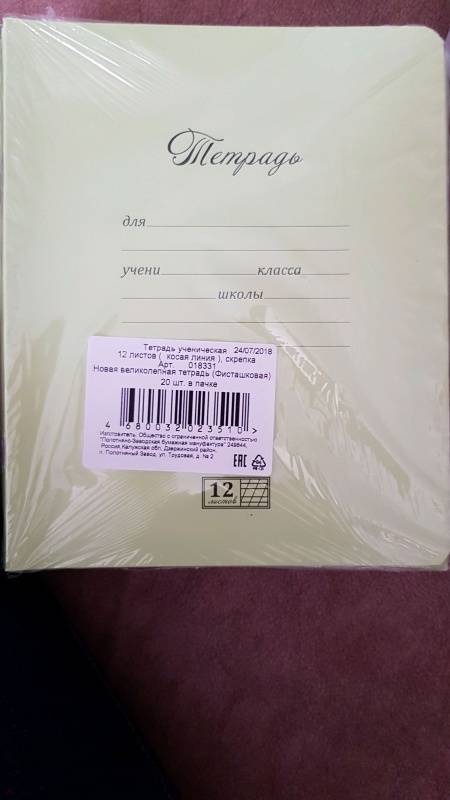 Тетрадь
для
учени класса
школы
Тетрадь ученическая 24/07/2018
12 листов ( косая линия ), скрепка
Арт. 018331
Новая великолепная тетрадь (Фисташковая)
20 шт. в пачке
4 680032 023510 >
Изготовитель: Общество с ограниченной ответственностью
"Полотняно-Заводская бумажная мануфактура" 249844,
Россия,Калужская обл, Дзержинский район,
п. Полотняный Завод, ул. Трудовая, д. № 2
EAC
12
листов